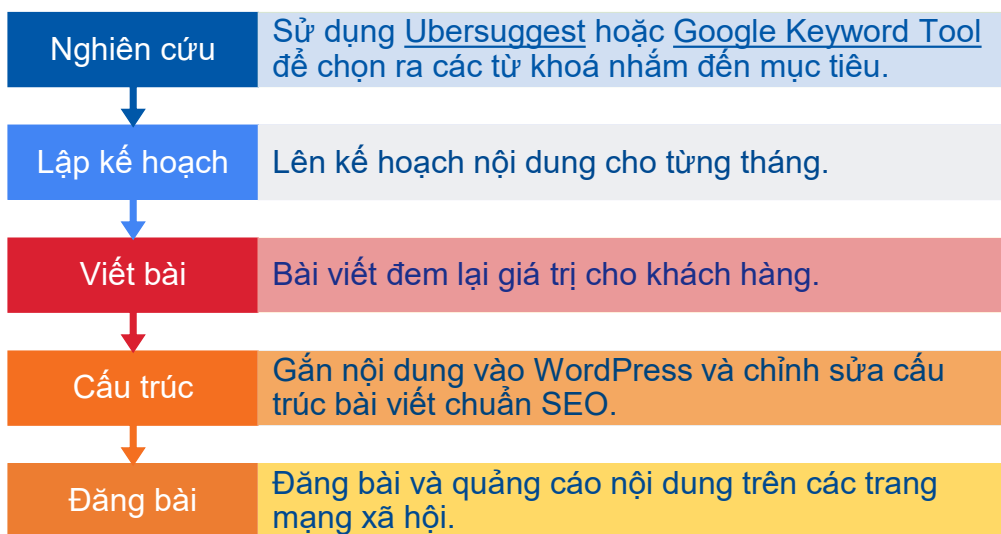 Nghiên cứu
Sử dụng Ubersuggest hoặc Google Keyword Tool
để chọn ra các từ khoá nhắm đến mục tiêu.
Lập kế hoạch
Lên kế hoạch nội dung cho từng tháng.
Viết bài
Bài viết đem lại giá trị cho khách hàng.
Cấu trúc
Gắn nội dung vào WordPress và chỉnh sửa cấu
trúc bài viết chuẩn SEO.
Đăng bài
Đăng bài và quảng cáo nội dung trên các trang
mạng xã hội.